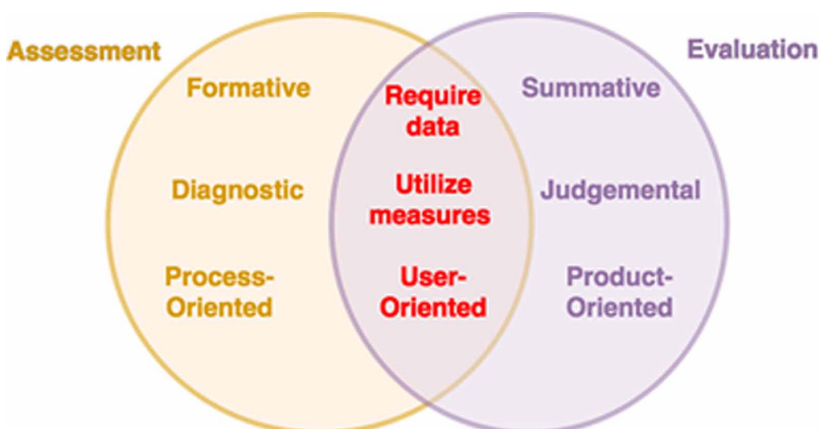 Assessment
Evaluation
Formative
Require
data
Summative
Diagnostic
Utilize
measures
Judgemental
Process-
Oriented
User-
Oriented
Product-
Oriented